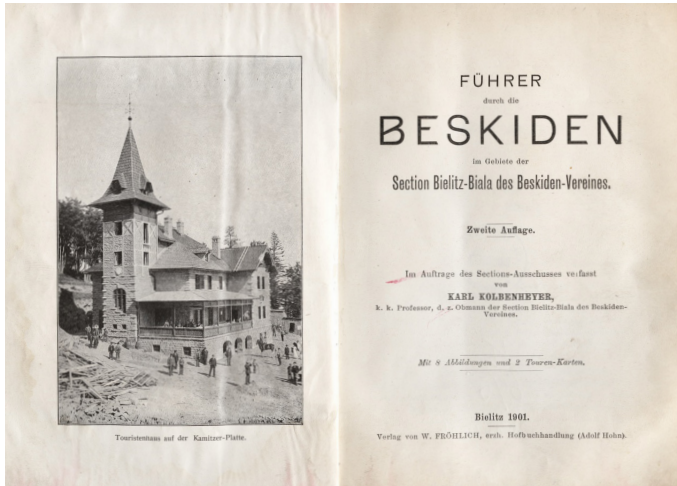 Touristenhaus auf der Kamitzer-Platte.
FÜHRER
durch die
BESKIDEN
im Gebiete der
Section Bielitz-Biala des Beskiden-Vereines.
Zweite Auflage.
Im Auftrage des Sections-Ausschusses verfasst
von
KARL KOLBENHEYER,
k. k. Professor, d. z. Obmann der Section Bielitz-Biala des Beskiden-
Vereines.
Mit 8 Abbildungen und 2 Touren-Karten.
Bielitz 1901.
Verlag von W. FRÖHLICH, erzh. Hofbuchhandlung (Adolf Hohn).